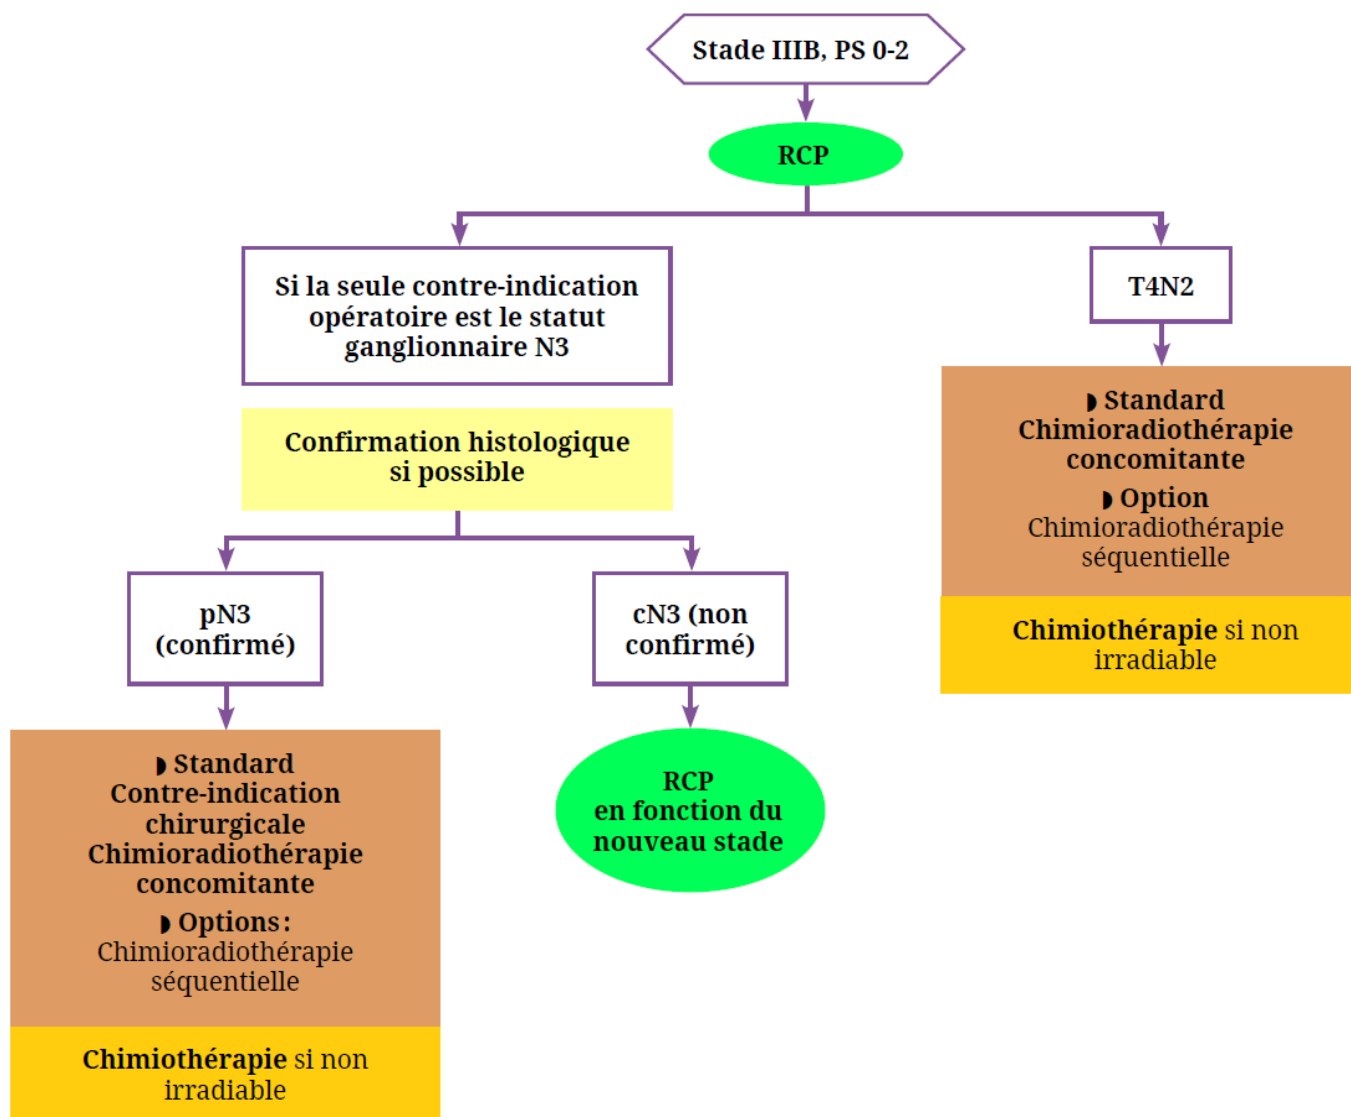 Stade IIIB, PS 0-2
RCP
Si la seule contre-indication
opératoire est le statut
ganglionnaire N3
T4N2
Confirmation histologique
si possible
◗ Standard
Chimioradiothérapie
concomitante
◗ Option
Chimioradiothérapie
séquentielle
Chimiothérapie si non
irradiable
pN3
(confirmé)
cN3 (non
confirmé)
◗ Standard
Contre-indication
chirurgicale
Chimioradiothérapie
concomitante
◗ Options :
Chimioradiothérapie
séquentielle
Chimiothérapie si non
irradiable
RCP
en fonction du
nouveau stade